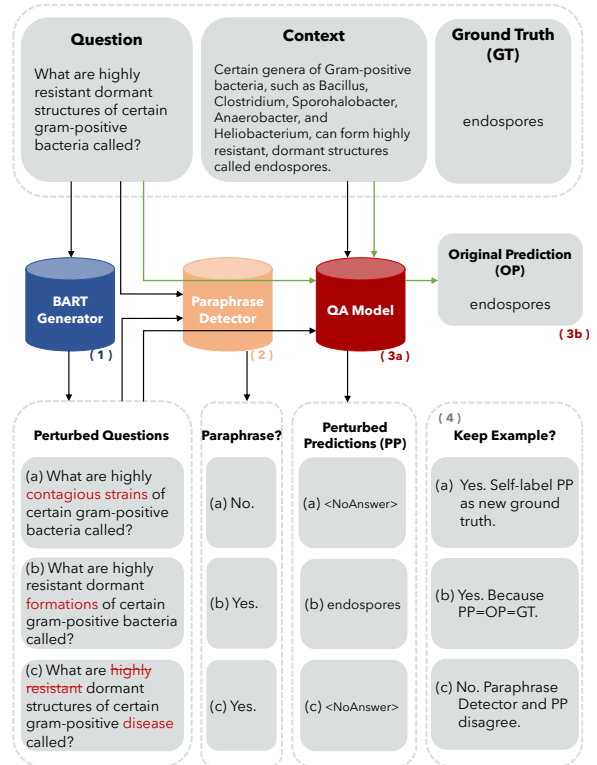 Question
What are highly
resistant dormant
structures of certain
gram-positive
bacteria called?
Context
Certain genera of Gram-positive
bacteria, such as Bacillus,
Clostridium, Sporohalobacter,
Anaerobacter, and
Heliobacterium, can form highly
resistant, dormant structures
called endospores.
Ground Truth
(GT)
endospores
BART
Generator
( 1 )
Paraphrase
Detector
( 2 )
QA Model
( 3a )
Original Prediction
(OP)
endospores
( 3b )
Perturbed Questions
(a) What are highly
contagious strains of
certain gram-positive
bacteria called?
(b) What are highly
resistant dormant
formations of certain
gram-positive bacteria
called?
(c) What are highly
resistant dormant
structures of certain
gram-positive disease
called?
Paraphrase?
(a) No.
(b) Yes.
(c) Yes.
Perturbed
Predictions (PP)
(a) <NoAnswer>
(b) endospores
(c) <NoAnswer>
( 4 )
Keep Example?
(a) Yes. Self-label PP
as new ground
truth.
(b) Yes. Because
PP=OP=GT.
(c) No. Paraphrase
Detector and PP
disagree.